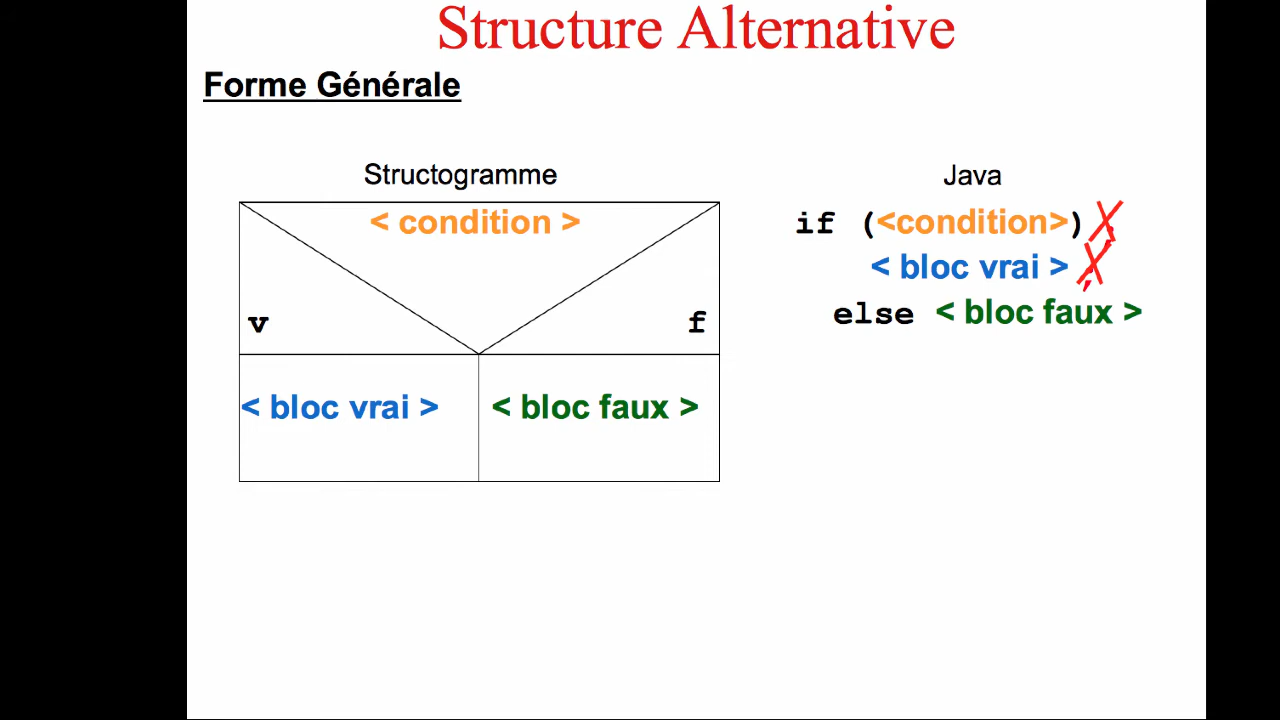 Structure Alternative
Forme Générale
Structogramme
< condition >
v
f
< bloc vrai >
< bloc faux >
Java
if (<condition>) ;
< bloc vrai > ;
else < bloc faux >